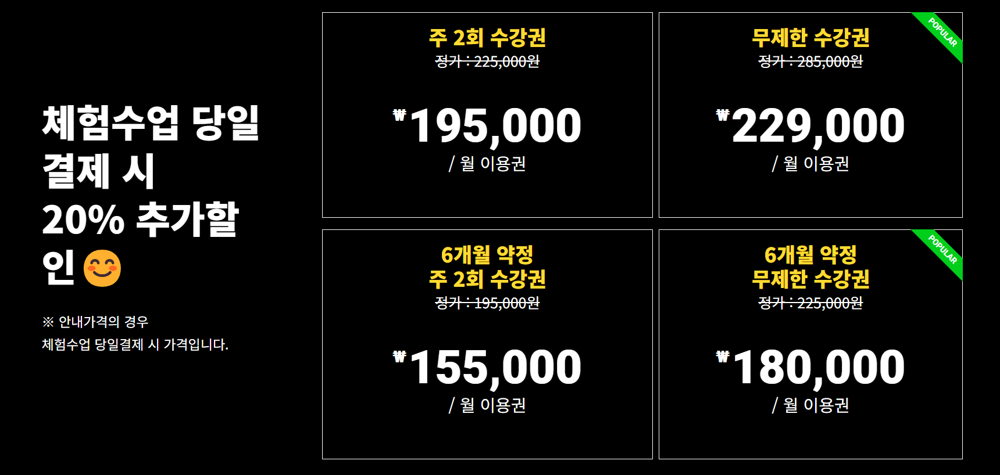 체험수업 당일
결제 시
20% 추가할
인 😊
※ 안내가격의 경우
체험수업 당일결제 시 가격입니다.
주 2회 수강권
정가 : 225,000원
₩195,000
/ 월 이용권
POPULAR
무제한 수강권
정가 : 285,000원
₩229,000
/ 월 이용권
6개월 약정
주 2회 수강권
정가 : 195,000원
₩155,000
/ 월 이용권
POPULAR
6개월 약정
무제한 수강권
정가 : 225,000원
₩180,000
/ 월 이용권